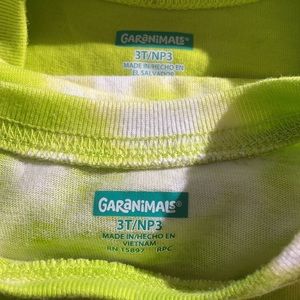 GARANIMALS®
3T/NP3
MADE IN/HECHO EN
EL SALVADOR
GARANIMALS®
3T/NP3
MADE IN/HECHO EN
VIETNAM
RN 15897 RPC